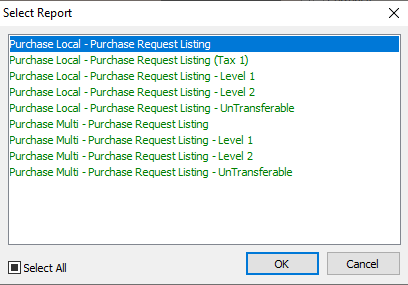 Select Report
Purchase Local - Purchase Request Listing
Purchase Local - Purchase Request Listing (Tax 1)
Purchase Local - Purchase Request Listing - Level 1
Purchase Local - Purchase Request Listing - Level 2
Purchase Local - Purchase Request Listing - UnTransferable
Purchase Multi - Purchase Request Listing
Purchase Multi - Purchase Request Listing - Level 1
Purchase Multi - Purchase Request Listing - Level 2
Purchase Multi - Purchase Request Listing - UnTransferable
Select All
OK
Cancel